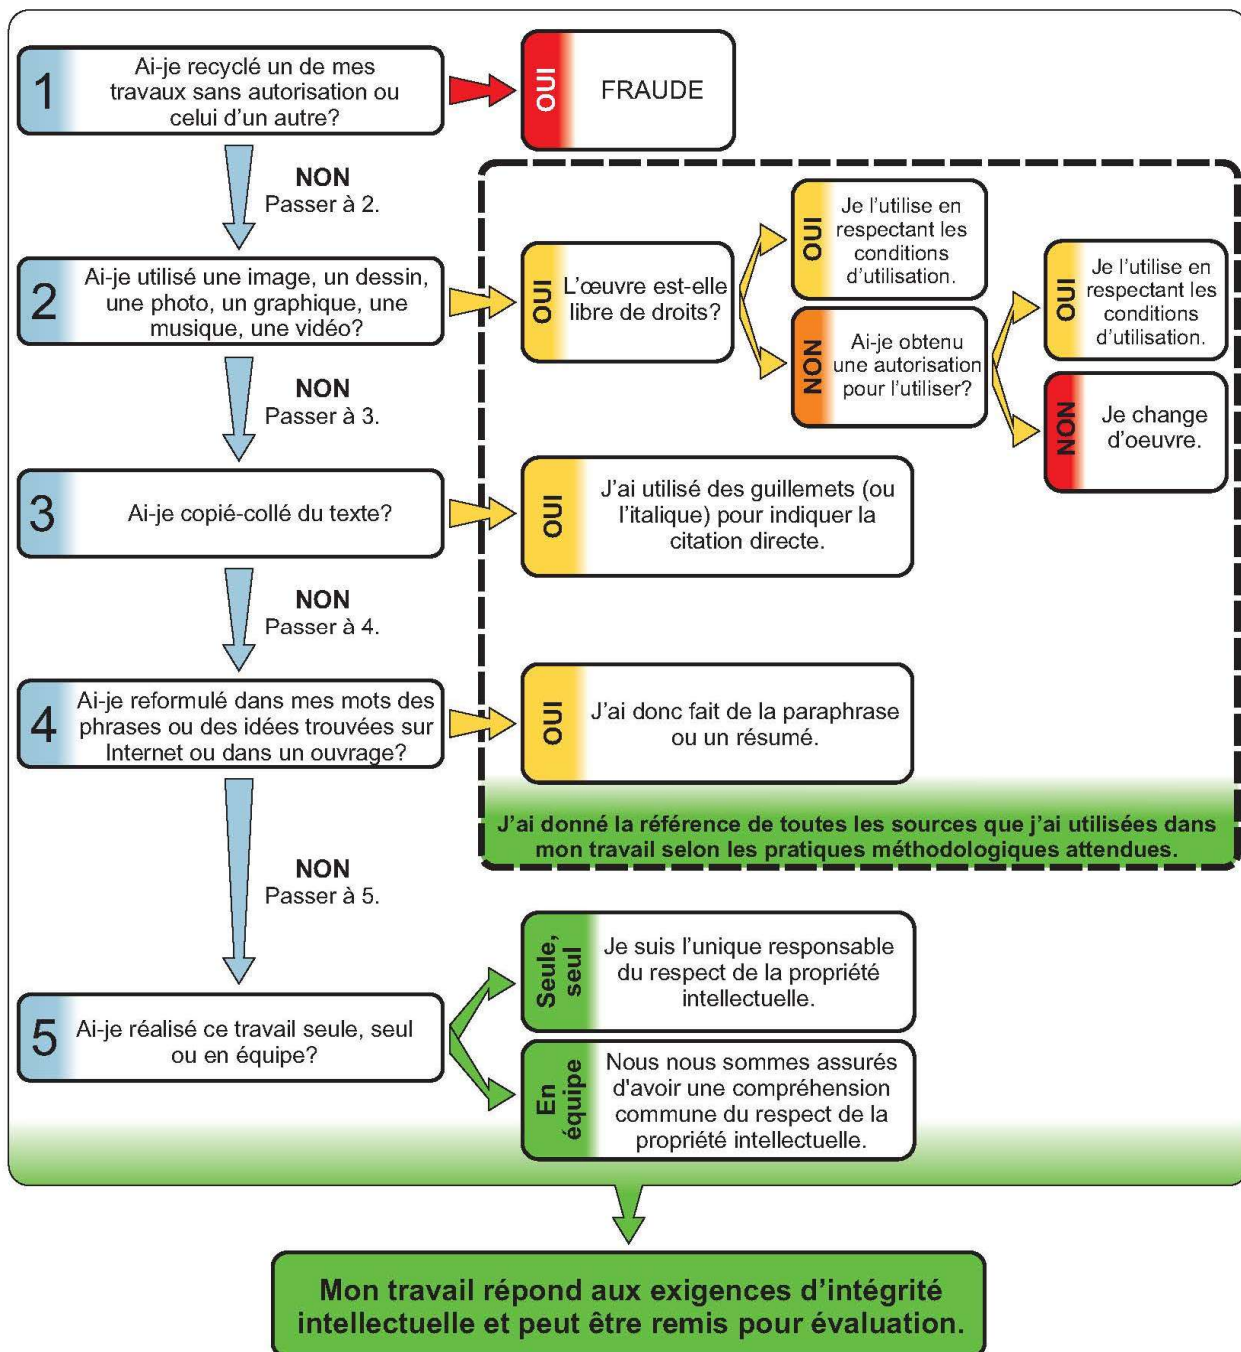 1
Ai-je recyclé un de mes
travaux sans autorisation ou
celui d'un autre?
OUI
FRAUDE
NON
Passer à 2.
2
Ai-je utilisé une image, un dessin,
une photo, un graphique, une
musique, une vidéo?
OUI
L'œuvre est-elle
libre de droits?
OUI
Je l'utilise en
respectant les
conditions
d'utilisation.
NON
Ai-je obtenu
une autorisation
pour l'utiliser?
OUI
Je l'utilise en
respectant les
conditions
d'utilisation.
NON
Je change
d'oeuvre.
NON
Passer à 3.
3
Ai-je copié-collé du texte?
OUI
J'ai utilisé des guillemets (ou
l'italique) pour indiquer la
citation directe.
NON
Passer à 4.
4
Ai-je reformulé dans mes mots des
phrases ou des idées trouvées sur
Internet ou dans un ouvrage?
OUI
J'ai donc fait de la paraphrase
ou un résumé.
J'ai donné la référence de toutes les sources que j'ai utilisées dans
mon travail selon les pratiques méthodologiques attendues.
NON
Passer à 5.
5
Ai-je réalisé ce travail seule, seul
ou en équipe?
Seule,
seul
Je suis l'unique responsable
du respect de la propriété
intellectuelle.
En
équipe
Nous nous sommes assurés
d'avoir une compréhension
commune du respect de la
propriété intellectuelle.
Mon travail répond aux exigences d'intégrité
intellectuelle et peut être remis pour évaluation.